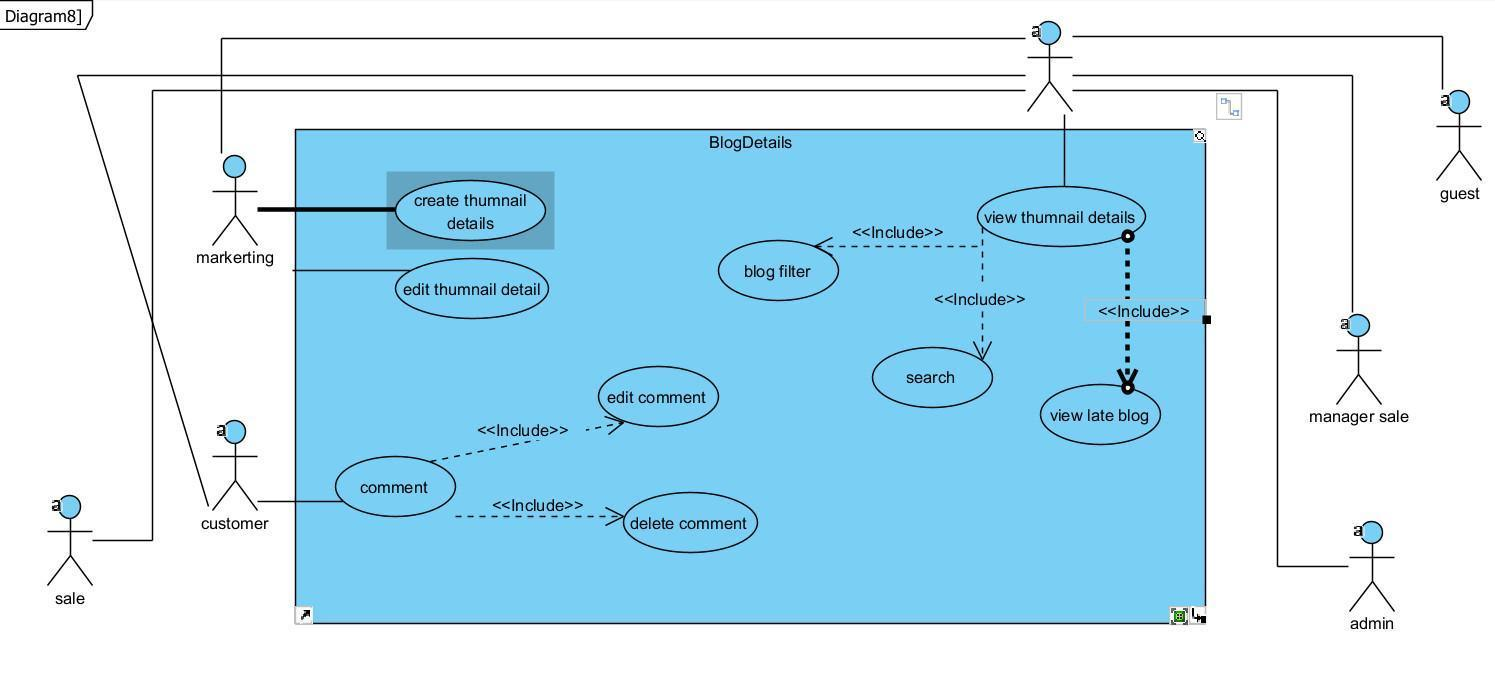 Diagram8]
BlogDetails
create thumnail
details
view thumnail details
guest
<<Include>>
markerting
blog filter
edit thumnail detail
<<Include>>
<<Include>>
search
edit comment
view late blog
manager sale
<<Include>>
comment
<<Include>>
customer
delete comment
sale
admin